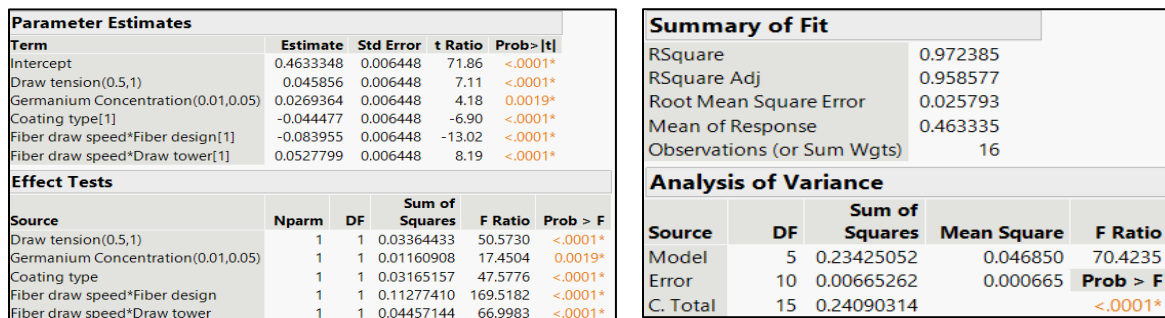 Parameter Estimates
Term Estimate Std Error t Ratio Prob>|t|
Intercept 0.4633348 0.006448 71.86 <.0001*
Draw tension(0.5,1) 0.045856 0.006448 7.11 <.0001*
Germanium Concentration(0.01,0.05) 0.0269364 0.006448 4.18 0.0019*
Coating type[1] -0.044477 0.006448 -6.90 <.0001*
Fiber draw speed*Fiber design[1] -0.083955 0.006448 -13.02 <.0001*
Fiber draw speed*Draw tower[1] 0.0527799 0.006448 8.19 <.0001*
Effect Tests
Sum of
Source Nparm DF Squares F Ratio Prob > F
Draw tension(0.5,1) 1 1 0.03364433 50.5730 <.0001*
Germanium Concentration(0.01,0.05) 1 1 0.01160908 17.4504 0.0019*
Coating type 1 1 0.03165157 47.5776 <.0001*
Fiber draw speed*Fiber design 1 1 0.11277410 169.5182 <.0001*
Fiber draw speed*Draw tower 1 1 0.04457144 66.9983 <.0001*
Summary of Fit
RSquare 0.972385
RSquare Adj 0.958577
Root Mean Square Error 0.025793
Mean of Response 0.463335
Observations (or Sum Wgts) 16
Analysis of Variance
Sum of
Source DF Squares Mean Square F Ratio
Model 5 0.23425052 0.046850 70.4235
Error 10 0.00665262 0.000665 Prob > F
C. Total 15 0.24090314 <.0001*